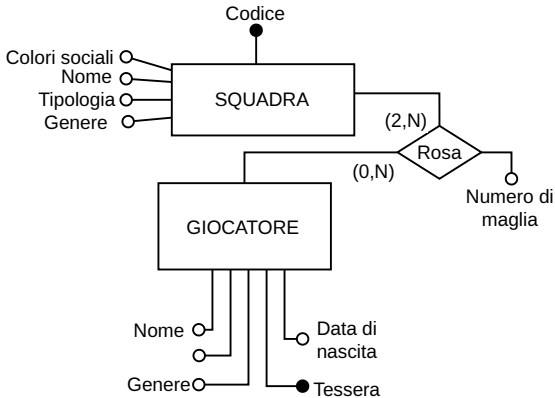 Codice
Colori sociali
Nome
Tipologia
Genere
SQUADRA
(2,N)
Rosa
(0,N)
Numero di
maglia
GIOCATORE
Nome
Data di
nascita
Genere
Tessera